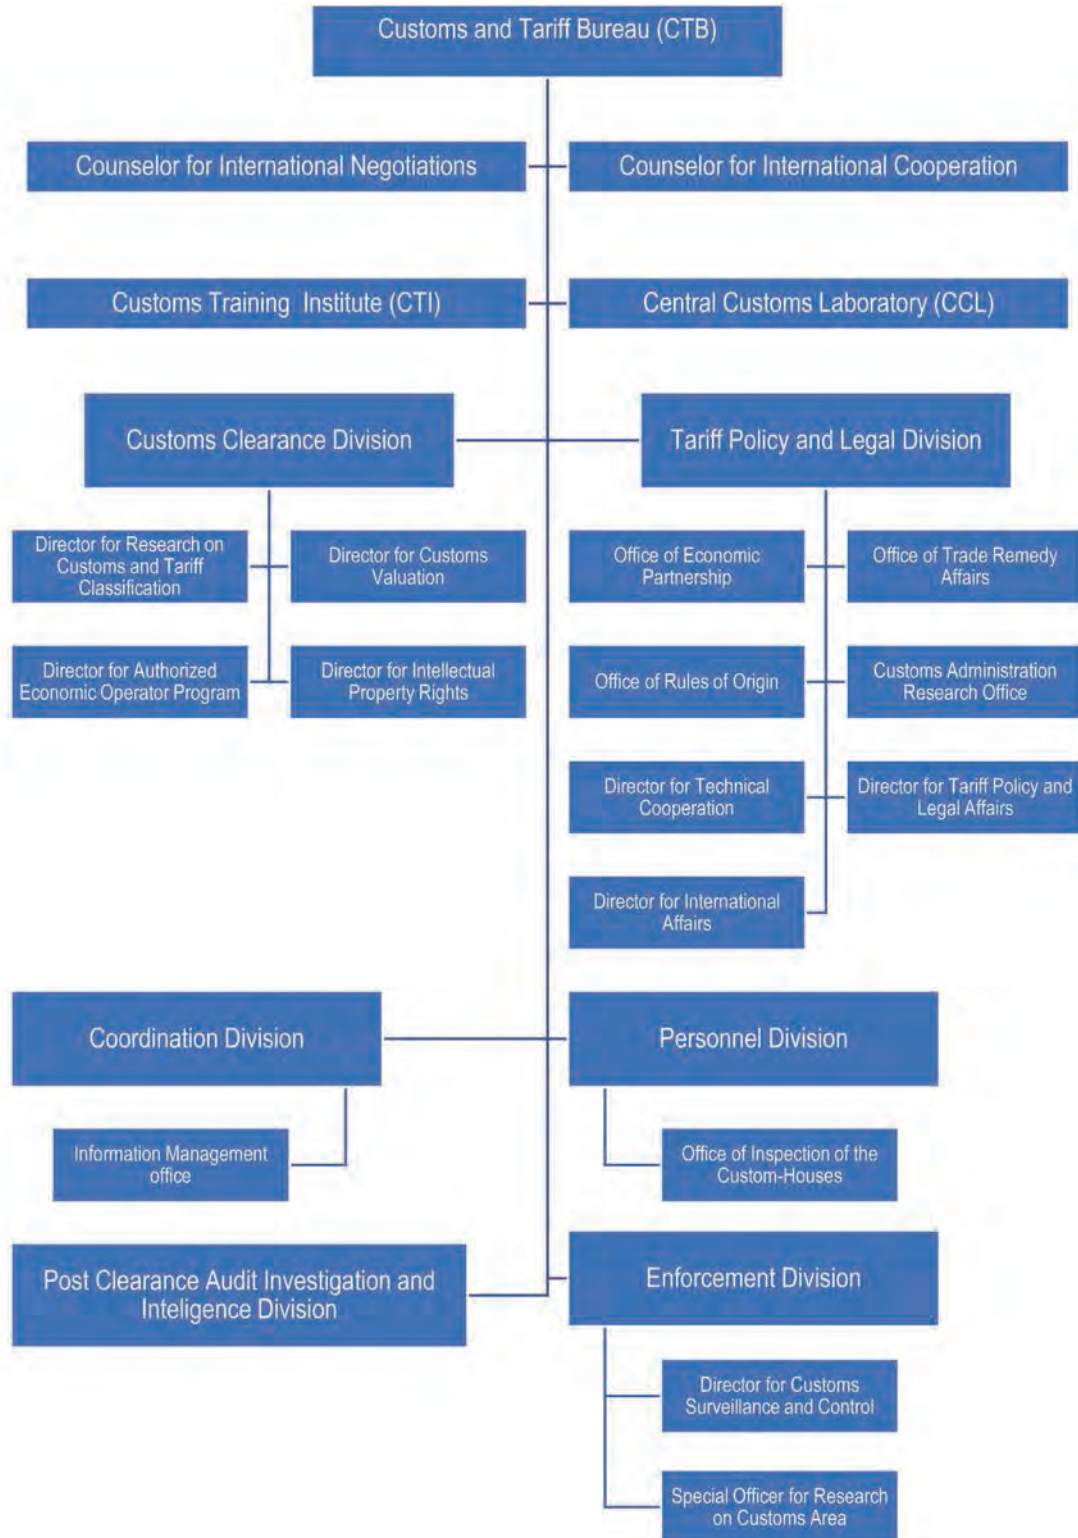 Customs and Tariff Bureau (CTB)
Counselor for International Negotiations
Counselor for International Cooperation
Customs Training Institute (CTI)
Central Customs Laboratory (CCL)
Customs Clearance Division
Tariff Policy and Legal Division
Director for Research on
Customs and Tariff
Classification
Director for Customs
Valuation
Office of Economic
Partnership
Office of Trade Remedy
Affairs
Director for Authorized
Economic Operator Program
Director for Intellectual
Property Rights
Office of Rules of Origin
Customs Administration
Research Office
Director for Technical
Cooperation
Director for Tariff Policy and
Legal Affairs
Director for International
Affairs
Coordination Division
Personnel Division
Information Management
office
Office of Inspection of the
Custom-Houses
Post Clearance Audit Investigation and
Inteligence Division
Enforcement Division
Director for Customs
Surveillance and Control
Special Officer for Research
on Customs Area